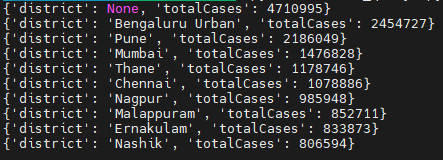 {'district': None, 'totalCases': 4710995}
{'district': 'Bengaluru Urban', 'totalCases': 2454727}
{'district': 'Pune', 'totalCases': 2186049}
{'district': 'Mumbai', 'totalCases': 1476828}
{'district': 'Thane', 'totalCases': 1178746}
{'district': 'Chennai', 'totalCases': 1078886}
{'district': 'Nagpur', 'totalCases': 985948}
{'district': 'Malappuram', 'totalCases': 852711}
{'district': 'Ernakulam', 'totalCases': 833873}
{'district': 'Nashik', 'totalCases': 806594}